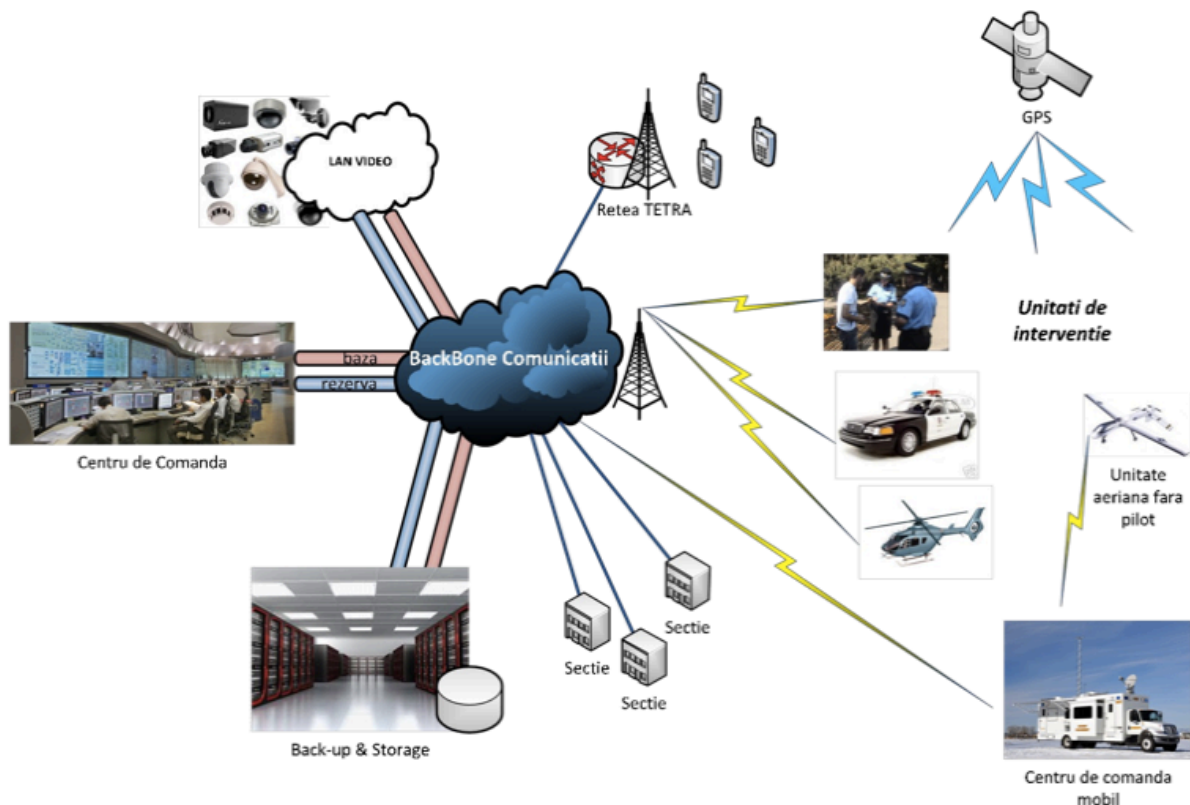 GPS
LAN VIDEO
Retea TETRA
Unitati de
interventie
baza
BackBone Comunicatii
rezerva
Centru de Comanda
Unitate
aeriana fara
pilot
Sectie
Sectie
Sectie
Back-up & Storage
Centru de comanda
mobil